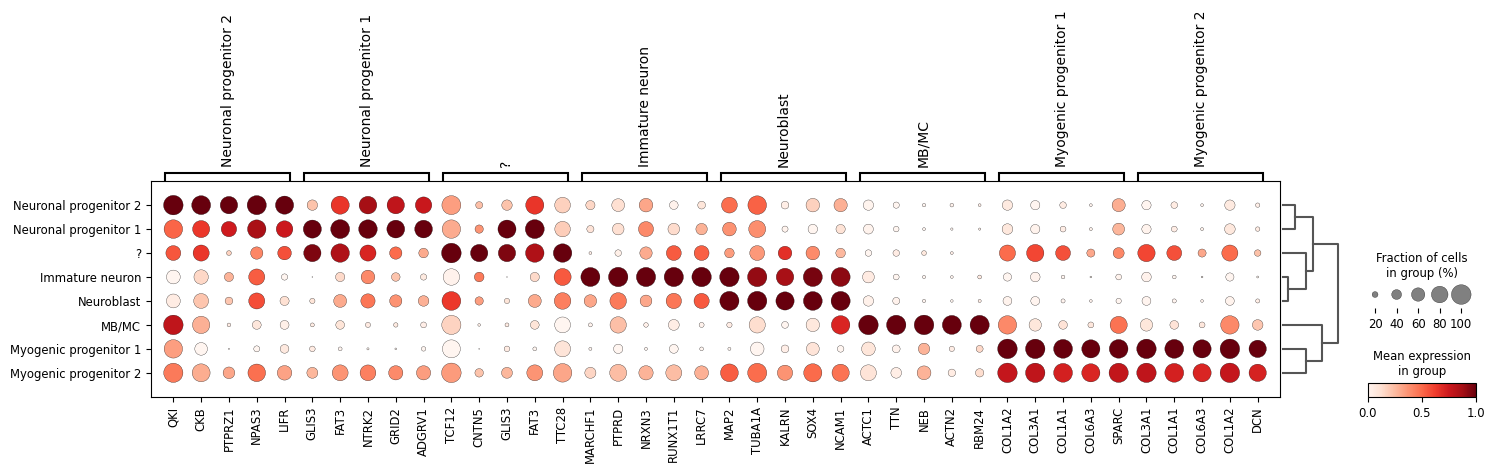 Neuronal progenitor 2
Neuronal progenitor 1
?
Immature neuron
Neuroblast
MB/MC
Myogenic progenitor 1
Myogenic progenitor 2
Neuronal progenitor 2
Neuronal progenitor 1
?
Immature neuron
Neuroblast
MB/MC
Myogenic progenitor 1
Myogenic progenitor 2
QKI
CKB
PTPRZ1
NPAS3
LIFR
GLIS3
FAT3
NTRK2
GRID2
ADGRV1
TCF12
CNTN5
GLIS3
FAT3
TTC28
MARCHF1
PTPRD
NRXN3
RUNX1T1
LRRC7
MAP2
TUBA1A
KALRN
SOX4
NCAM1
ACTC1
TTN
NEB
ACTN2
RBM24
COL1A2
COL3A1
COL1A1
COL6A3
SPARC
COL3A1
COL1A1
COL6A3
COL1A2
DCN
Fraction of cells
in group (%)
20 40 60 80 100
Mean expression
in group
0.0 0.5 1.0